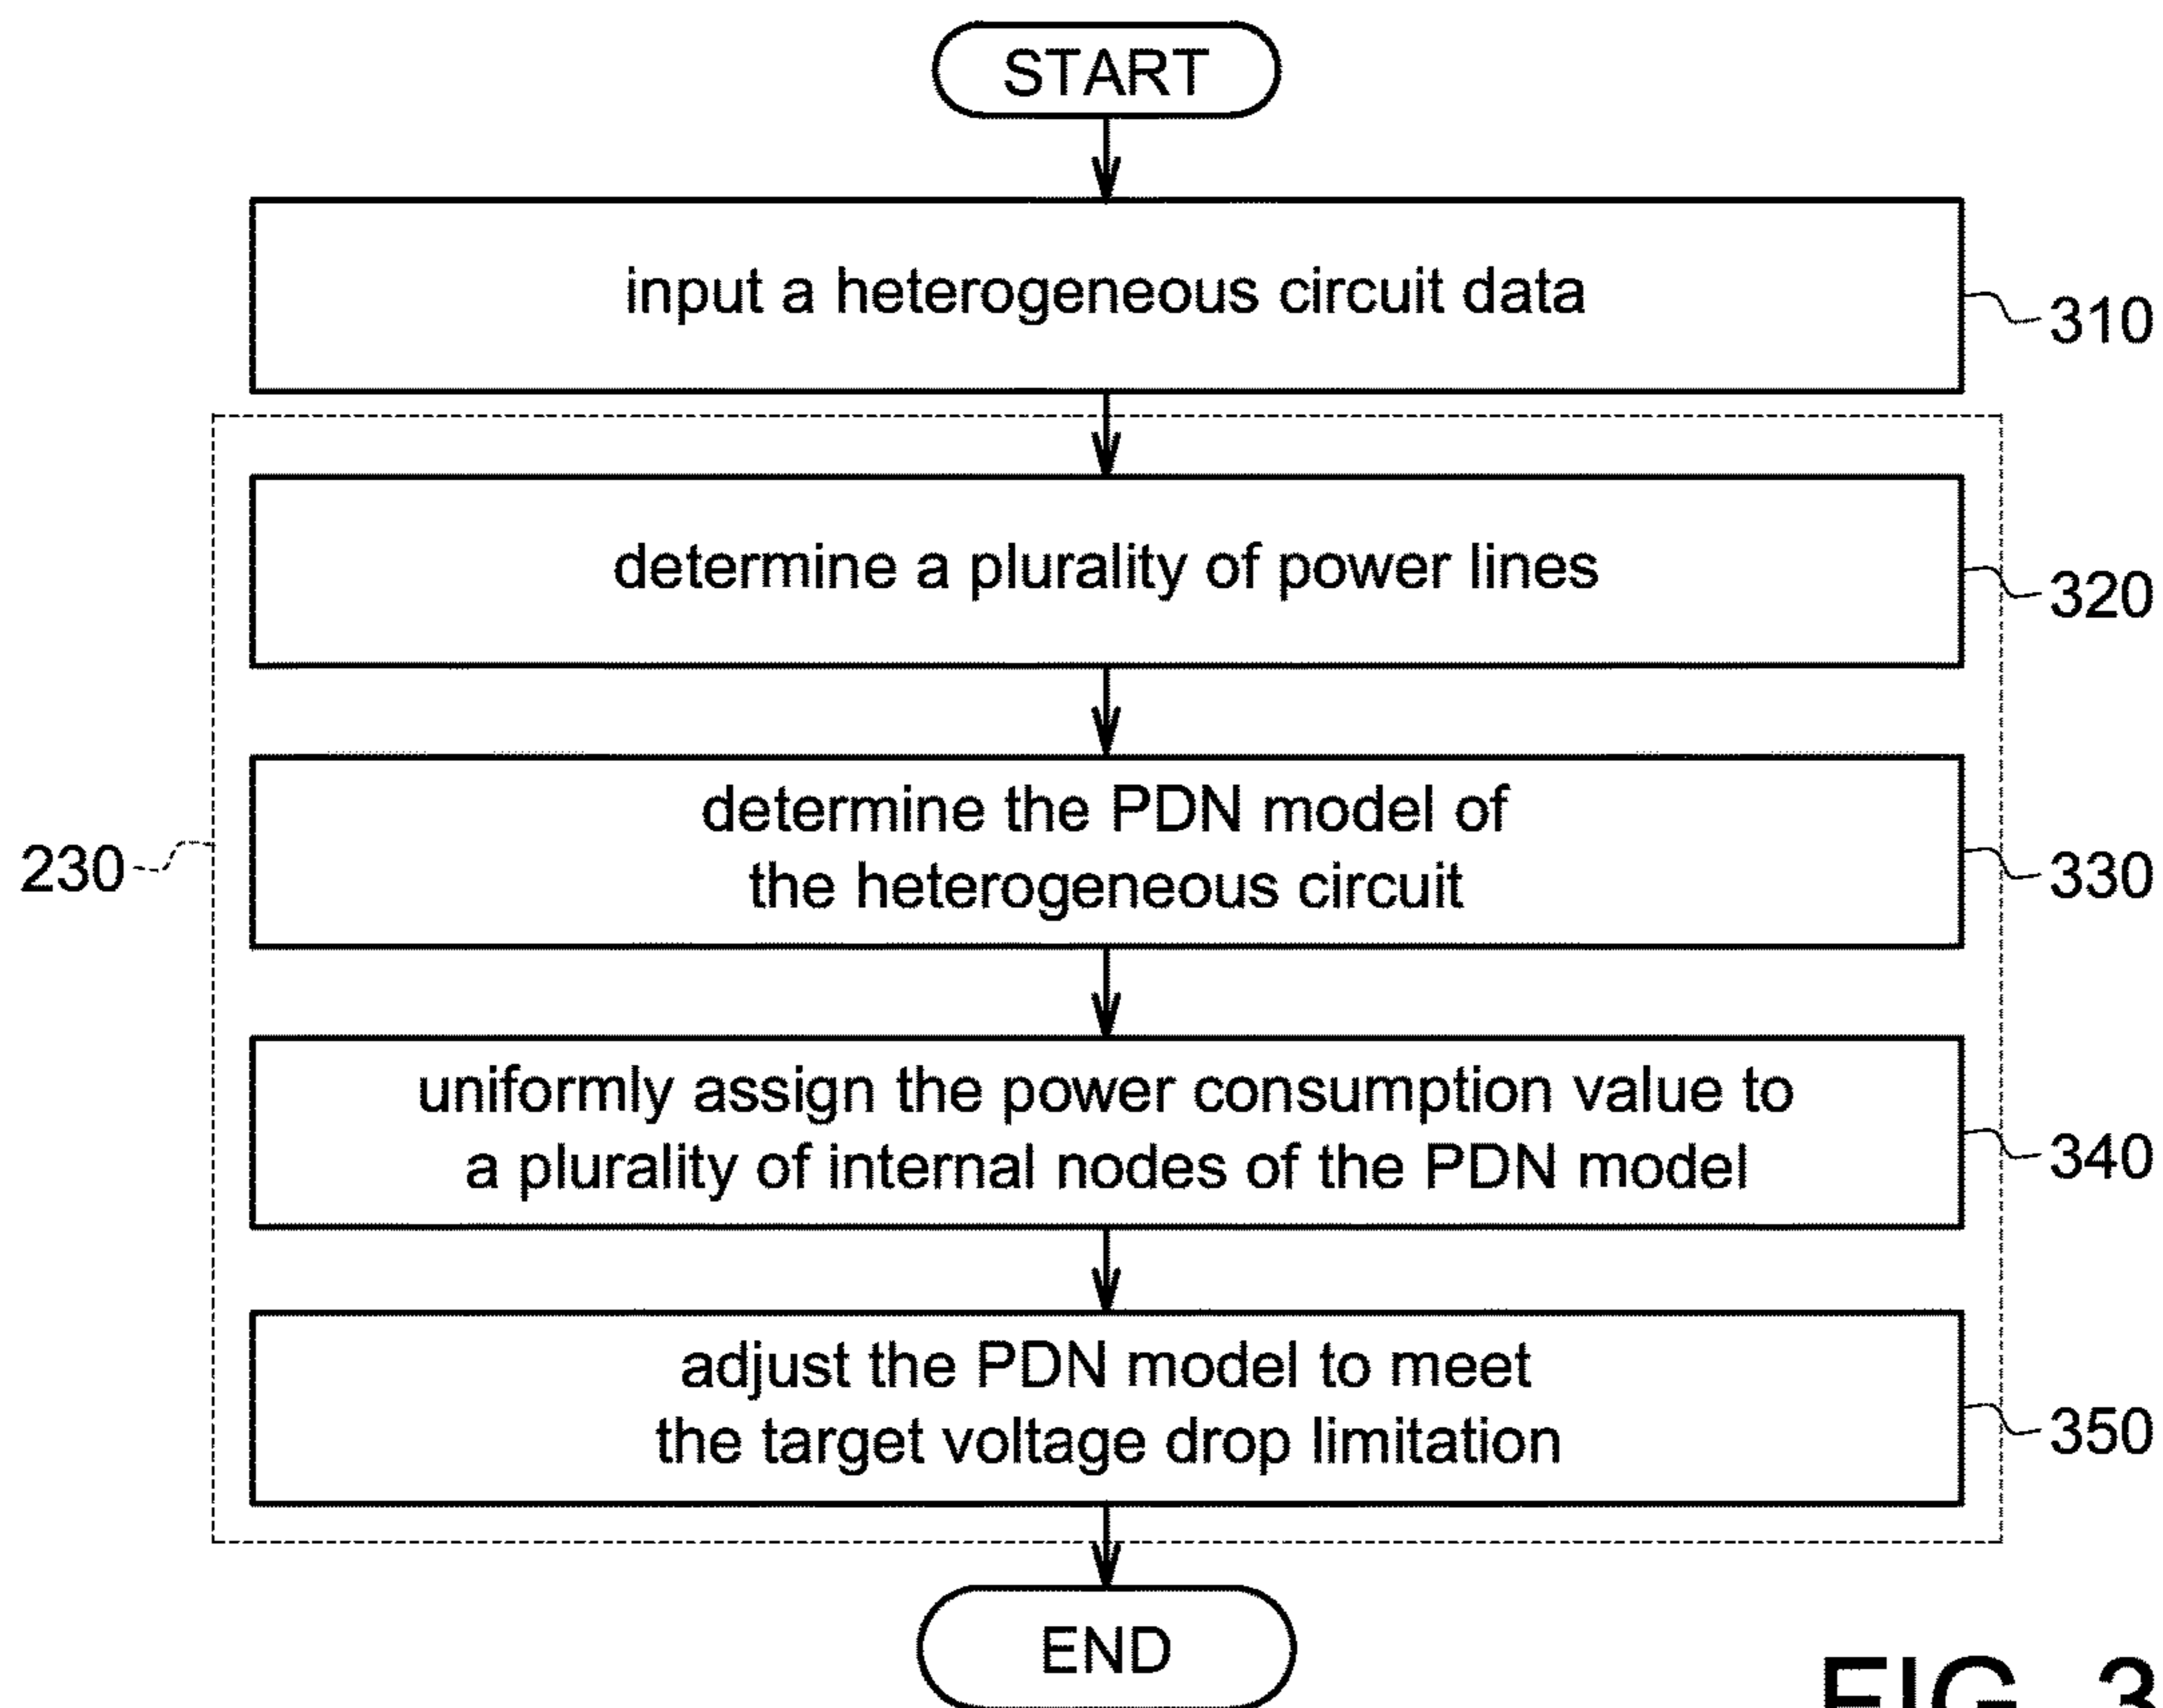 START
input a heterogeneous circuit data
310
determine a plurality of power lines
320
determine the PDN model of
the heterogeneous circuit
230
330
uniformly assign the power consumption value to
a plurality of internal nodes of the PDN model
340
adjust the PDN model to meet
the target voltage drop limitation
350
END
FIG. 3